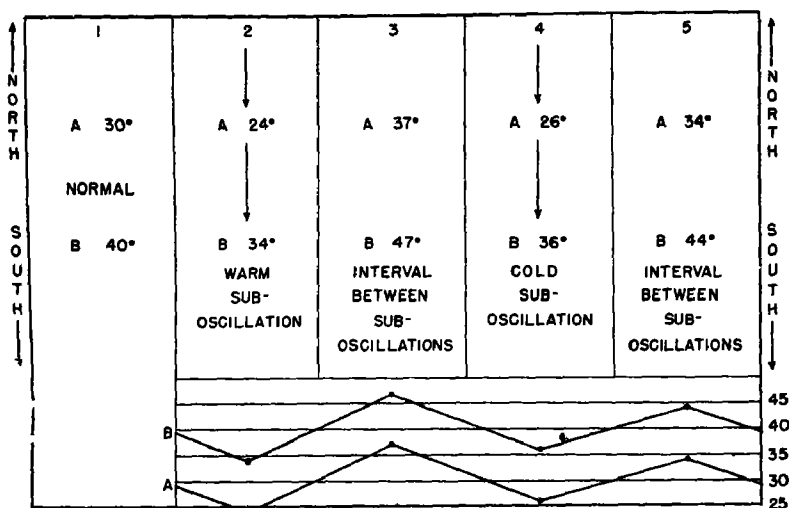 1
2
3
4
5
NORTH
SOUTH
A 30°
NORMAL
B 40°
A 24°
B 34°
WARM
SUB-
OSCILLATION
A 37°
B 47°
INTERVAL
BETWEEN
SUB-
OSCILLATIONS
A 26°
B 36°
COLD
SUB-
OSCILLATION
A 34°
B 44°
INTERVAL
BETWEEN
SUB-
OSCILLATIONS
NORTH
SOUTH
B
A
45
40
35
30
25